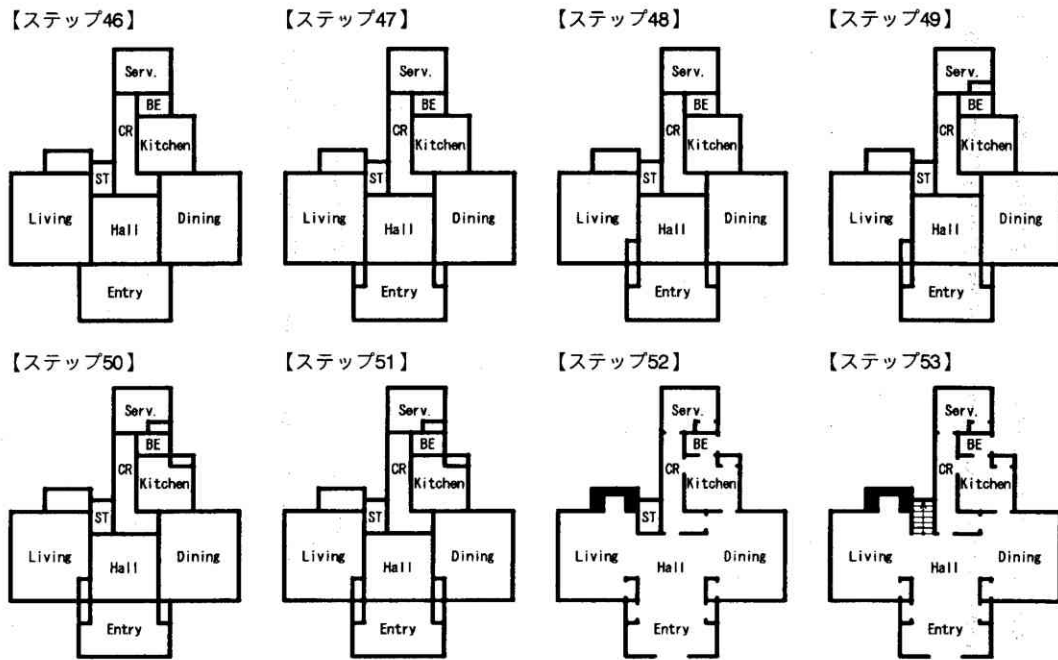 【ステップ46】
Serv.
BE
CR
Kitchen
ST
Living
Hall
Dining
Entry
【ステップ47】
Serv.
BE
CR
Kitchen
ST
Living
Hall
Dining
Entry
【ステップ48】
Serv.
BE
CR
Kitchen
ST
Living
Hall
Dining
Entry
【ステップ49】
Serv.
BE
CR
Kitchen
ST
Living
Hall
Dining
Entry
【ステップ50】
Serv.
BE
CR
Kitchen
ST
Living
Hall
Dining
Entry
【ステップ51】
Serv.
BE
CR
Kitchen
ST
Living
Hall
Dining
Entry
【ステップ52】
Serv.
BE
CR
Kitchen
ST
Living
Hall
Dining
Entry
【ステップ53】
Serv.
BE
CR
Kitchen
Living
Hall
Dining
Entry